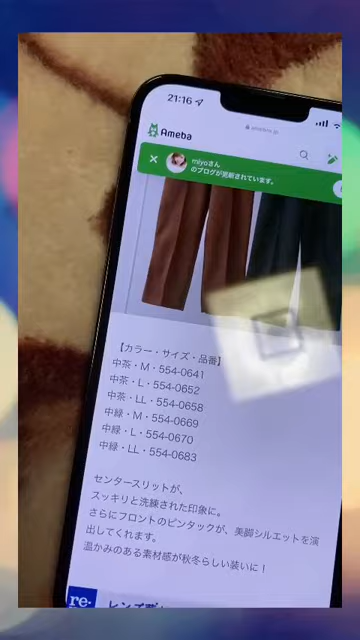 21:16
Ameba
miyoさん
のブログが更新されています。
【カラー・サイズ・品番】
中茶・M・554-0641
中茶・L・554-0652
中茶・LL・554-0658
中緑・M・554-0669
中緑・L・554-0670
中緑・LL・554-0683
センタースリットが、
スッキリと洗練された印象に。
さらにフロントのピンタックが、美脚シルエットを演
出してくれます。
温かみのある素材感が秋冬らしい装いに！
re: